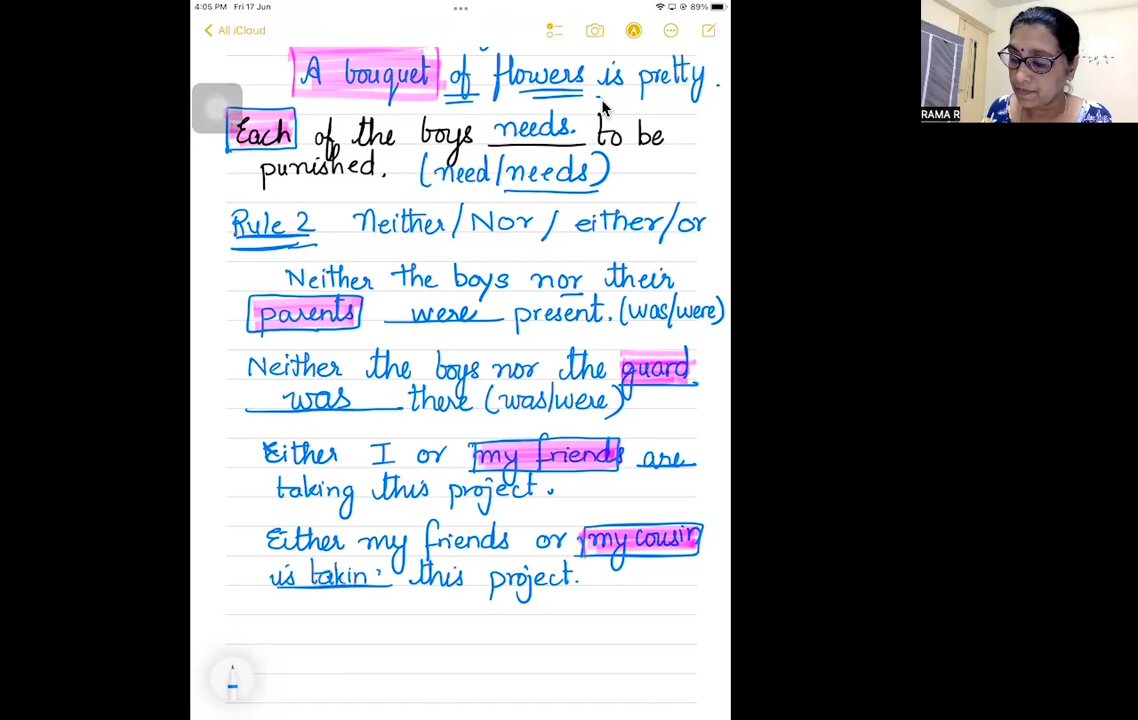 4:05 PM Fri 17 Jun
89%
All iCloud
A bouquet of flowers is pretty.
Each of the boys needs. to be
punished. (need/needs)
Rule 2 Neither/Nor / either/or
Neither the boys nor their
parents were present. (was/were)
Neither the boys nor the guard
was there (was/were)
Either I or my friends are
taking this project.
Either my friends or my cousin
is takin this project.
RAMA R